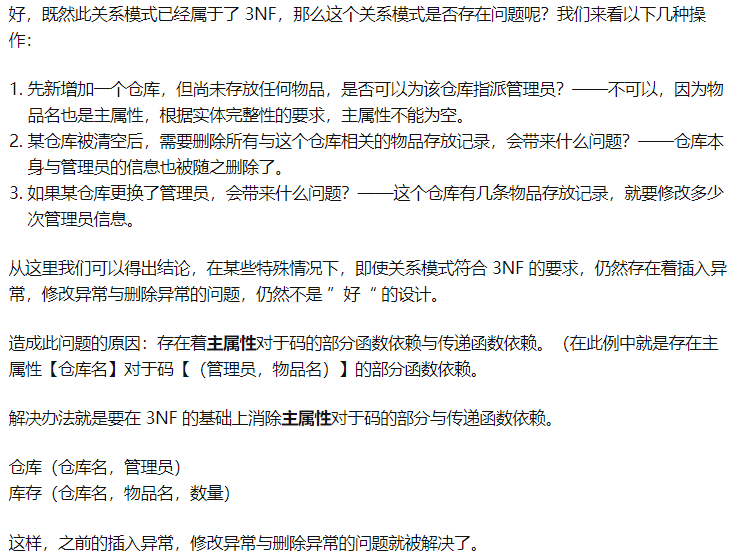 好，既然此关系模式已经属于了 3NF，那么这个关系模式是否存在问题呢？我们来看以下几种操
作：
1. 先新增加一个仓库，但尚未存放任何物品，是否可以为该仓库指派管理员？——不可以，因为物
品名也是主属性，根据实体完整性的要求，主属性不能为空。
2. 某仓库被清空后，需要删除所有与这个仓库相关的物品存放记录，会带来什么问题？——仓库本
身与管理员的信息也被随之删除了。
3. 如果某仓库更换了管理员，会带来什么问题？——这个仓库有几条物品存放记录，就要修改多少
次管理员信息。
从这里我们可以得出结论，在某些特殊情况下，即使关系模式符合 3NF 的要求，仍然存在着插入异
常，修改异常与删除异常的问题，仍然不是 ”好“ 的设计。
造成此问题的原因：存在着主属性对于码的部分函数依赖与传递函数依赖。（在此例中就是存在主
属性【仓库名】对于码【（管理员，物品名）】的部分函数依赖。
解决办法就是要在 3NF 的基础上消除主属性对于码的部分与传递函数依赖。
仓库（仓库名，管理员）
库存（仓库名，物品名，数量）
这样，之前的插入异常，修改异常与删除异常的问题就被解决了。